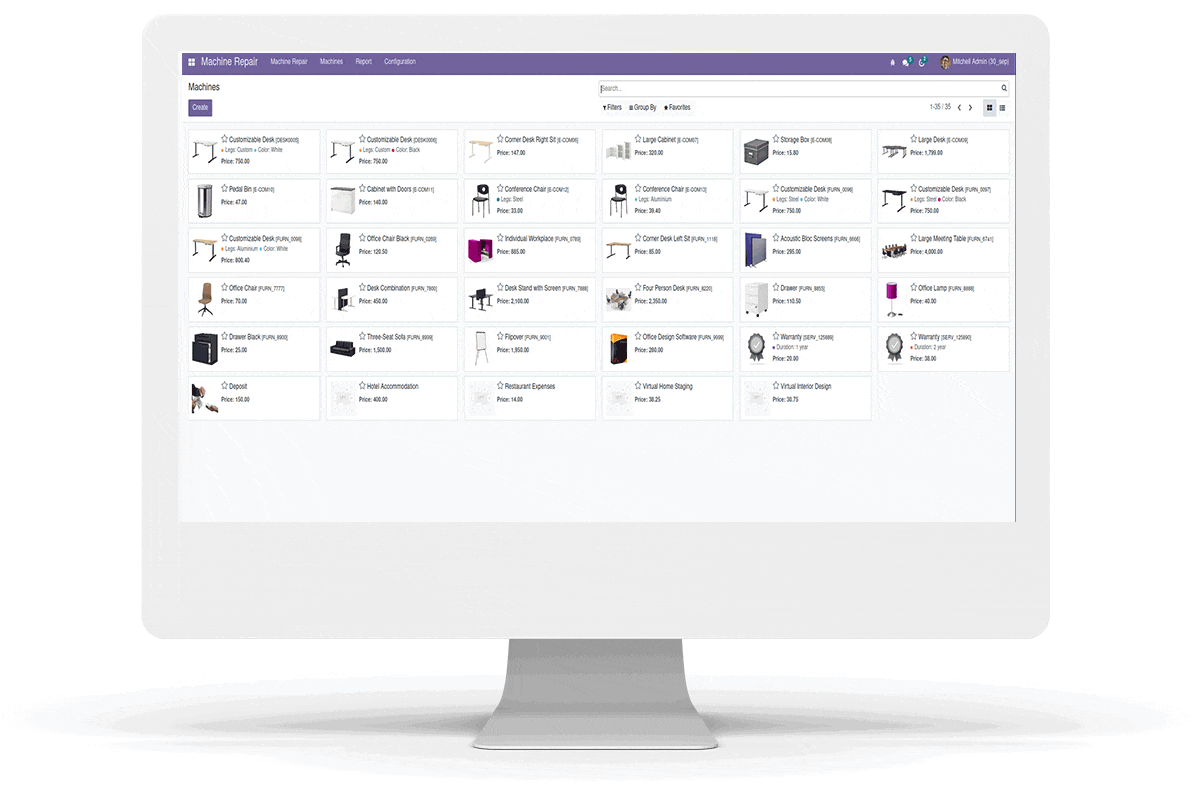 Machine Repair Machine Repair Machines Report Configuration Mitchell Admin (30_sep)
Machines
Search...
Create
Filters Group By Favorites 1-35 / 35
Customizable Desk [DESK0005]
Legs: Custom Color: White
Price: 750.00
Customizable Desk [DESK0006]
Legs: Custom Color: Black
Price: 750.00
Corner Desk Right Sit [E-COM06]
Price: 147.00
Large Cabinet [E-COM07]
Price: 320.00
Storage Box [E-COM08]
Price: 15.80
Large Desk [E-COM09]
Price: 1,799.00
Pedal Bin [E-COM10]
Price: 47.00
Cabinet with Doors [E-COM11]
Price: 140.00
Conference Chair [E-COM12]
Legs: Steel
Price: 33.00
Conference Chair [E-COM13]
Legs: Aluminium
Price: 39.40
Customizable Desk [FURN_0096]
Legs: Steel Color: White
Price: 750.00
Customizable Desk [FURN_0097]
Legs: Steel Color: Black
Price: 750.00
Customizable Desk [FURN_0098]
Legs: Aluminium Color: White
Price: 800.40
Office Chair Black [FURN_0269]
Price: 120.50
Individual Workplace [FURN_0789]
Price: 885.00
Corner Desk Left Sit [FURN_1118]
Price: 85.00
Acoustic Bloc Screens [FURN_6666]
Price: 295.00
Large Meeting Table [FURN_6741]
Price: 4,000.00
Office Chair [FURN_7777]
Price: 70.00
Desk Combination [FURN_7800]
Price: 450.00
Desk Stand with Screen [FURN_7888]
Price: 2,100.00
Four Person Desk [FURN_8220]
Price: 2,350.00
Drawer [FURN_8855]
Price: 110.50
Office Lamp [FURN_8888]
Price: 40.00
Drawer Black [FURN_8900]
Price: 25.00
Three-Seat Sofa [FURN_8999]
Price: 1,500.00
Flipover [FURN_9001]
Price: 1,950.00
Office Design Software [FURN_9999]
Price: 280.00
Warranty [SERV_125889]
Duration: 1 year
Price: 20.00
Warranty [SERV_125890]
Duration: 2 year
Price: 38.00
Deposit
Price: 150.00
Hotel Accommodation
Price: 400.00
Restaurant Expenses
Price: 14.00
Virtual Home Staging
Price: 38.25
Virtual Interior Design
Price: 30.75